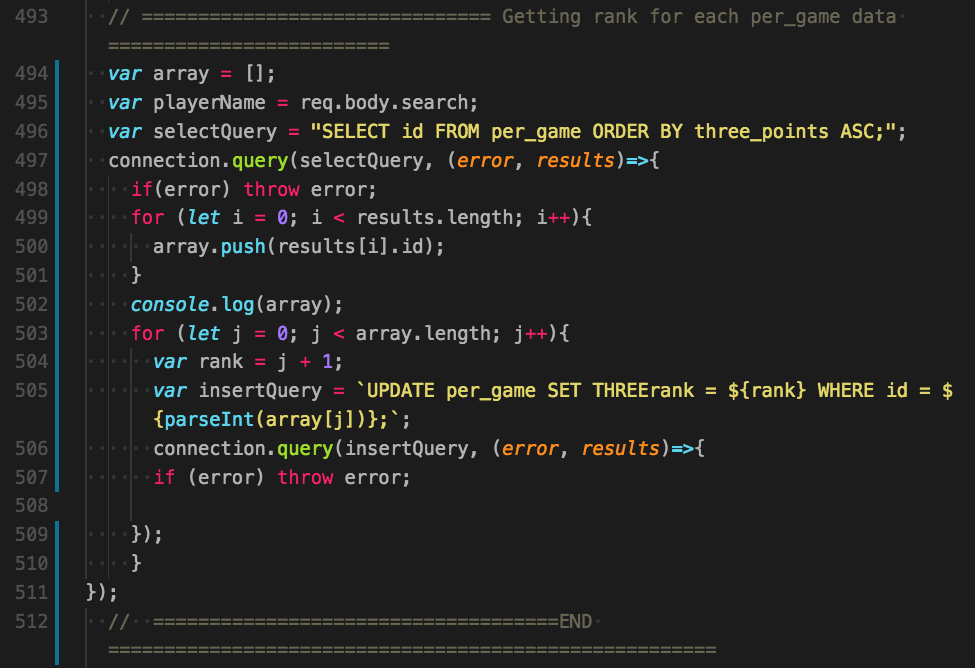 493 // =============================== Getting rank for each per_game data
=========================
494 var array = [];
495 var playerName = req.body.search;
496 var selectQuery = "SELECT id FROM per_game ORDER BY three_points ASC;";
497 connection.query(selectQuery, (error, results)=>{
498 if(error) throw error;
499 for (let i = 0; i < results.length; i++){
500 array.push(results[i].id);
501 }
502 console.log(array);
503 for (let j = 0; j < array.length; j++){
504 var rank = j + 1;
505 var insertQuery = `UPDATE per_game SET THREErank = ${rank} WHERE id = $
{parseInt(array[j])};`;
506 connection.query(insertQuery, (error, results)=>{
507 if (error) throw error;
508
509 });
510 }
511 });
512 // ====================================END
======================================================